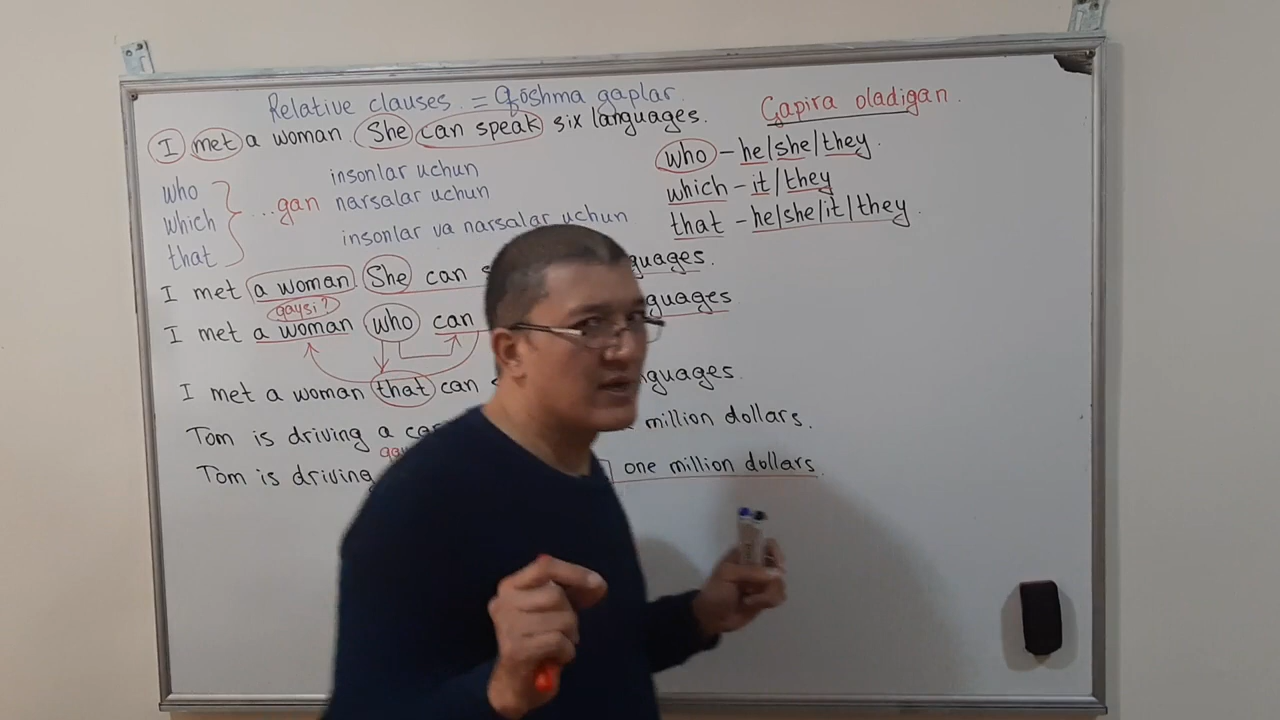 Relative clauses. = Qōshma gaplar.
I met a woman. She can speak six languages.
who
which
that
...gan
insonlar uchun
narsalar uchun
insonlar va narsalar uchun
Gapira oladigan.
who - he/she/they.
which - it/they
that - he/she/it/they.
I met a woman. She can guages.
qaysi?
I met a woman who can guages
I met a woman that can guages.
Tom is driving a car million dollars.
Tom is driving one million dollars.